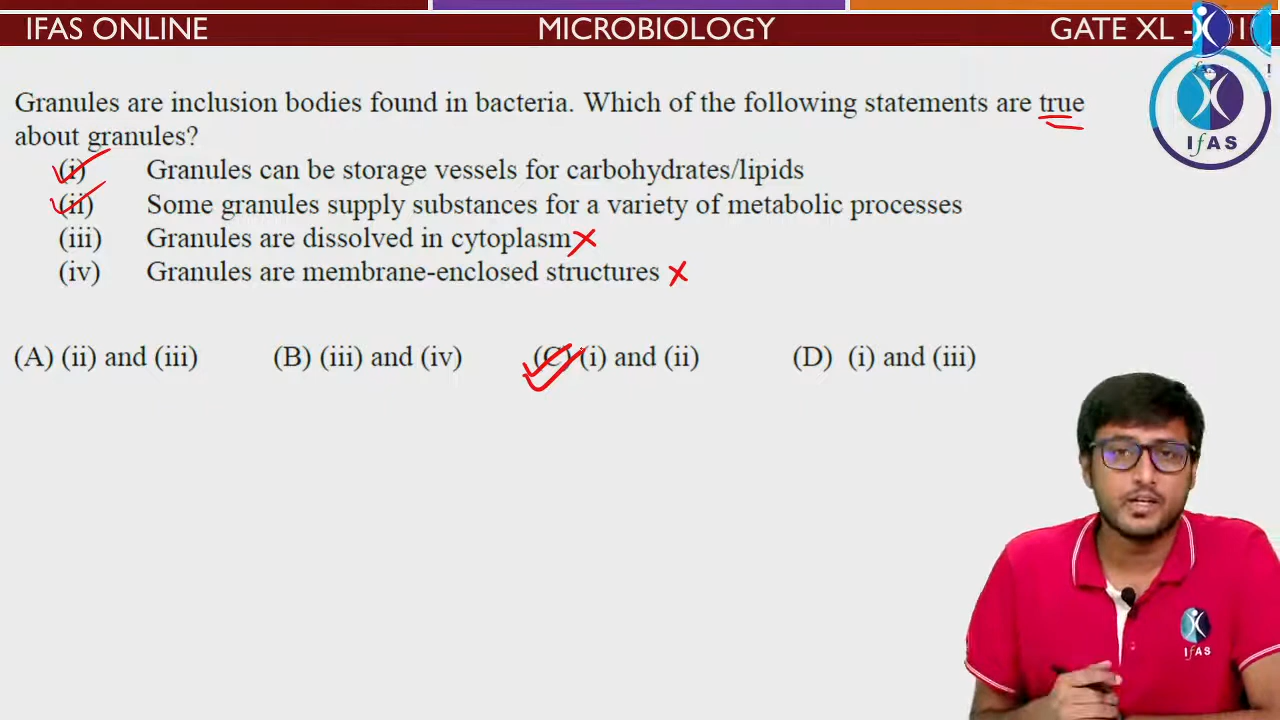 IFAS ONLINE MICROBIOLOGY GATE XL -
Granules are inclusion bodies found in bacteria. Which of the following statements are true
about granules?
(i) Granules can be storage vessels for carbohydrates/lipids
(ii) Some granules supply substances for a variety of metabolic processes
(iii) Granules are dissolved in cytoplasm
(iv) Granules are membrane-enclosed structures
(A) (ii) and (iii) (B) (iii) and (iv) (C) (i) and (ii) (D) (i) and (iii)
IfAS
IfAS